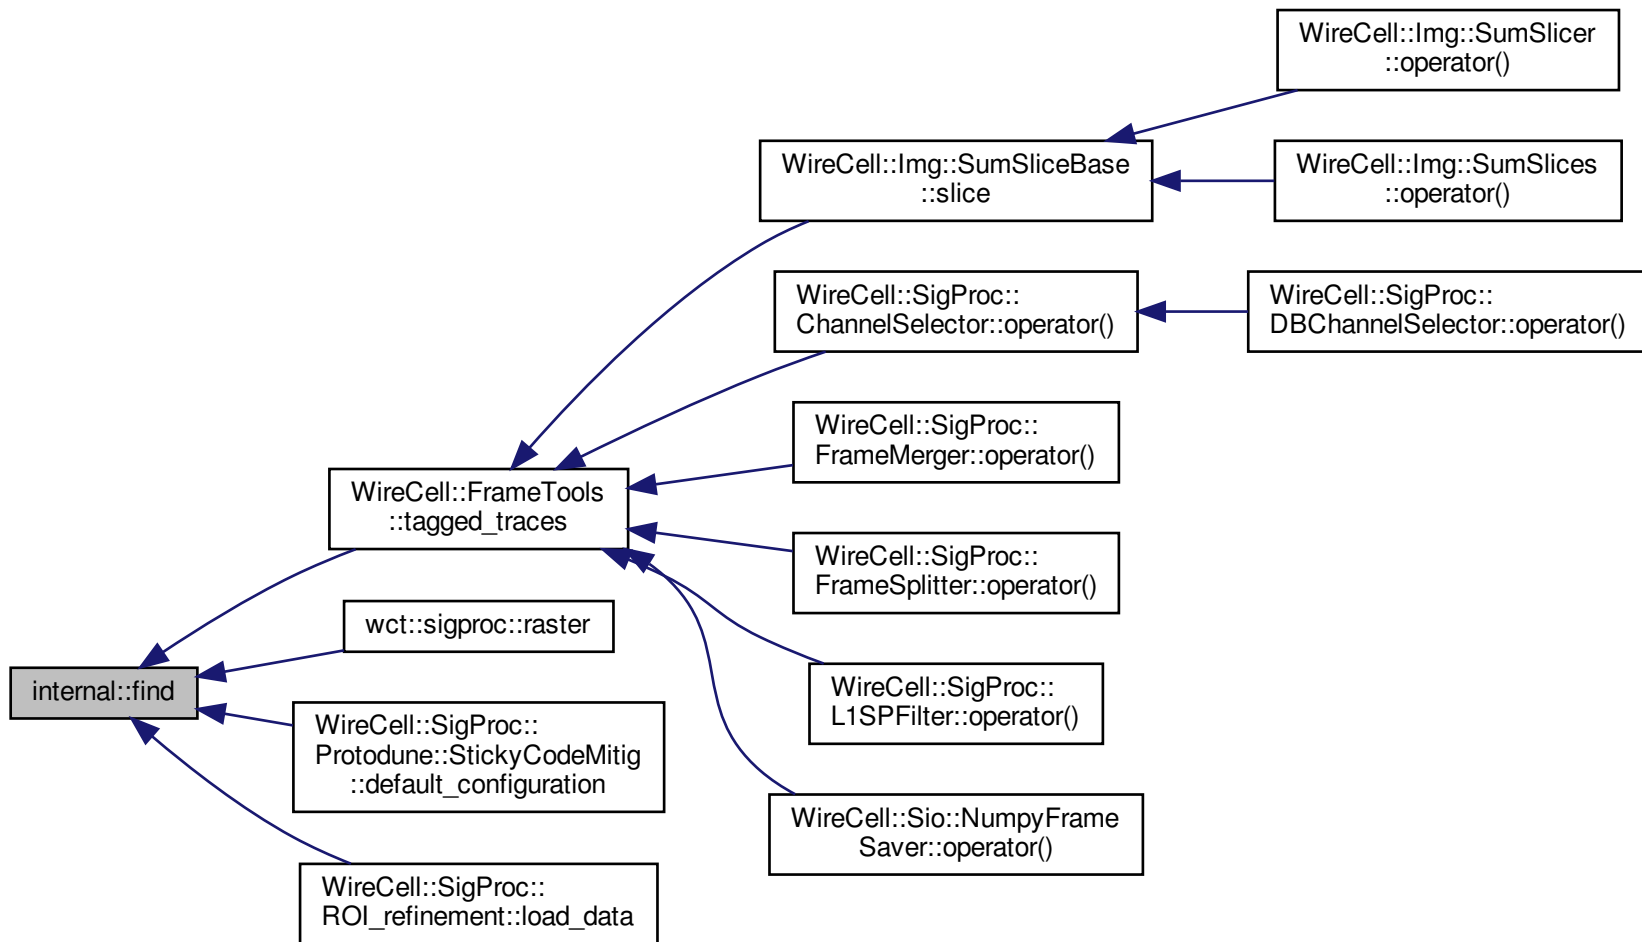 WireCell::Img::SumSlicer
::operator()
WireCell::Img::SumSliceBase
::slice
WireCell::Img::SumSlices
::operator()
WireCell::SigProc::
ChannelSelector::operator()
WireCell::SigProc::
DBChannelSelector::operator()
WireCell::SigProc::
FrameMerger::operator()
WireCell::FrameTools
::tagged_traces
WireCell::SigProc::
FrameSplitter::operator()
wct::sigproc::raster
internal::find
WireCell::SigProc::
L1SPFilter::operator()
WireCell::SigProc::
Protodune::StickyCodeMitig
::default_configuration
WireCell::Sio::NumpyFrame
Saver::operator()
WireCell::SigProc::
ROI_refinement::load_data